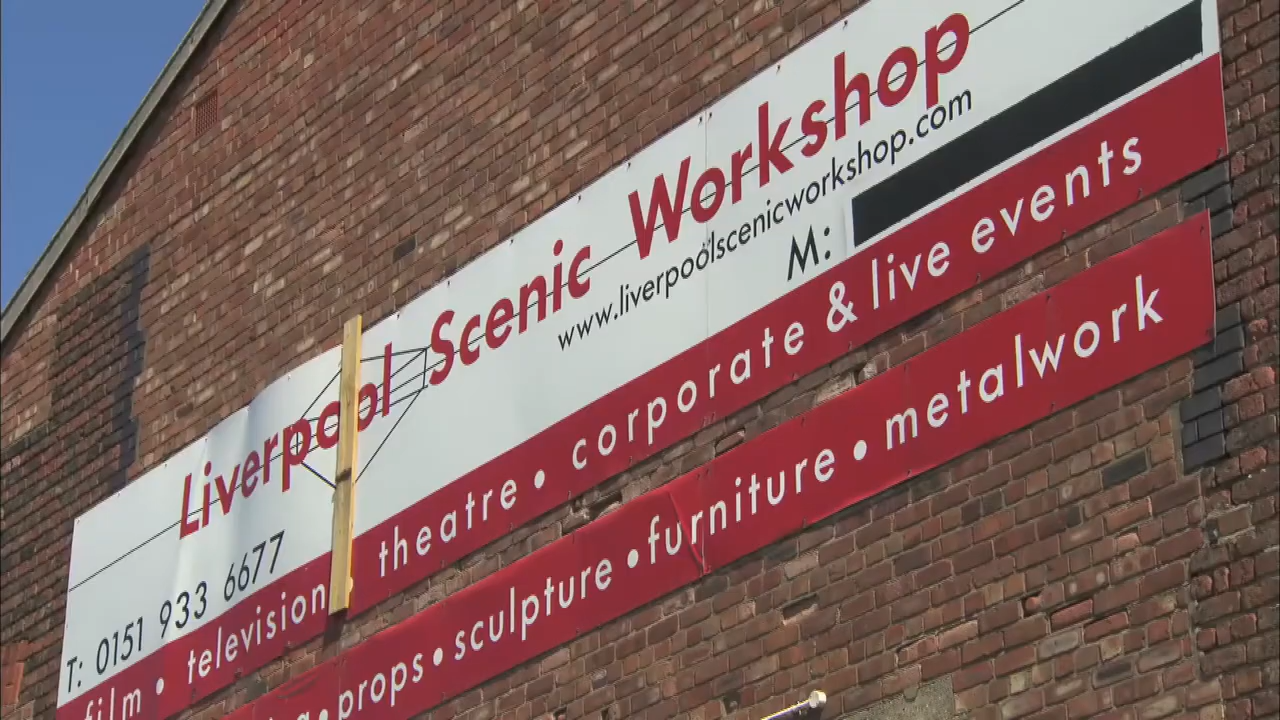 Liverpool Scenic Workshop
www.liverpoolscenicworkshop.com
T: 0151 933 6677 M:
film • television • theatre • corporate & live events
• props • sculpture • furniture • metalwork